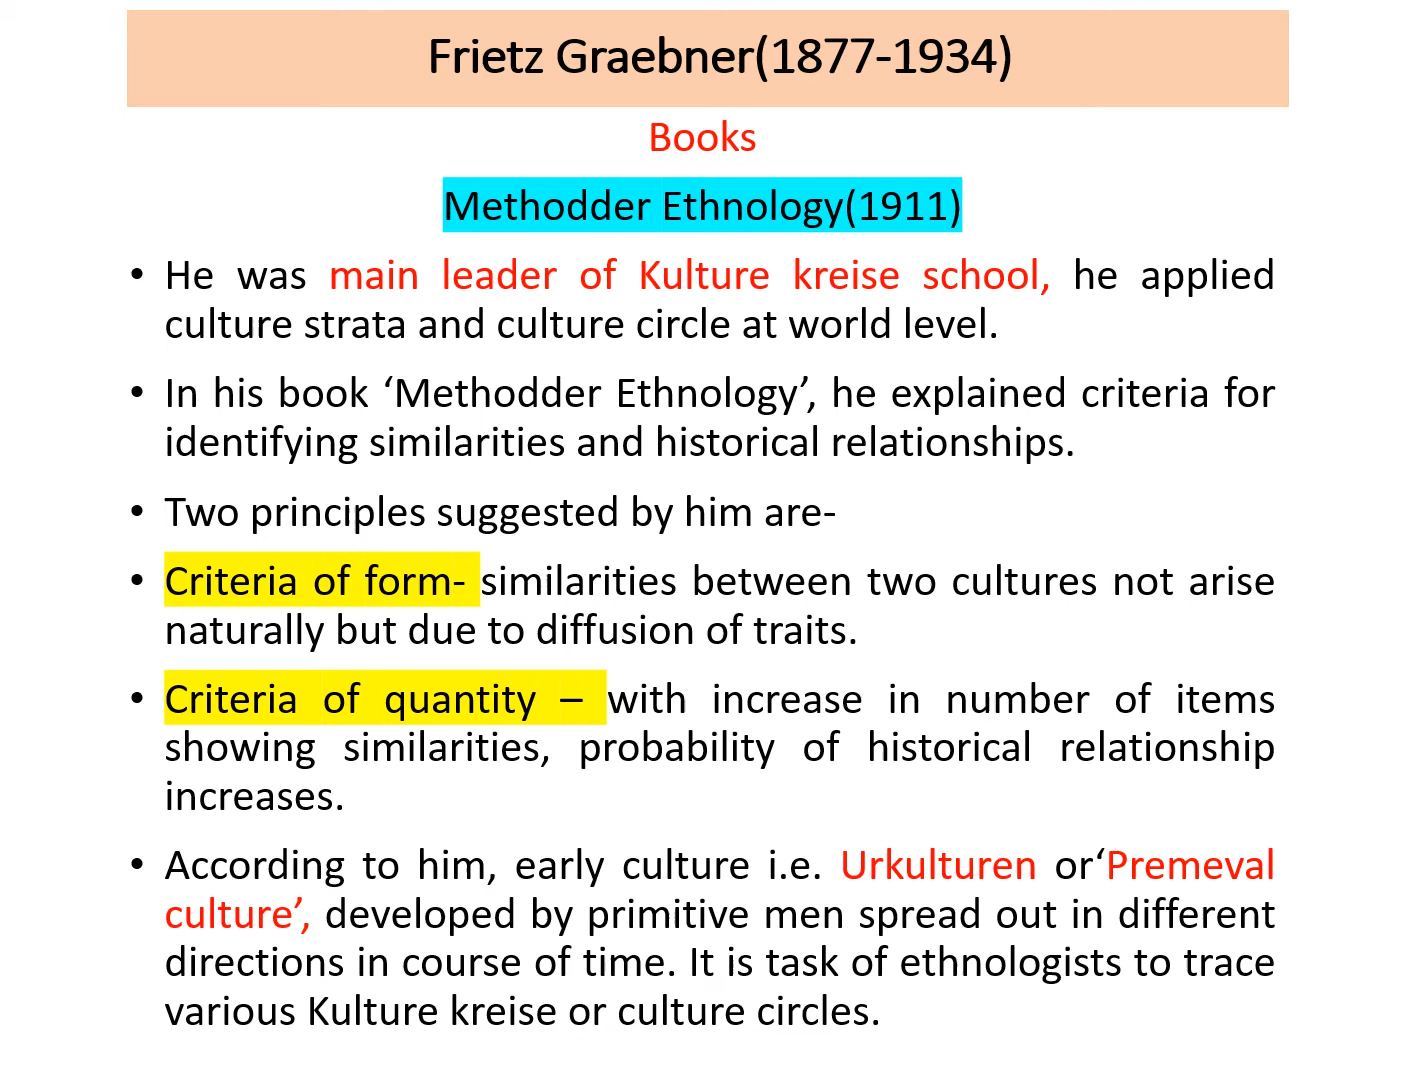 Frietz Graebner(1877-1934)
Books
Methodder Ethnology(1911)
• He was main leader of Kulture kreise school, he applied
culture strata and culture circle at world level.
• In his book ‘Methodder Ethnology’, he explained criteria for
identifying similarities and historical relationships.
• Two principles suggested by him are-
• Criteria of form- similarities between two cultures not arise
naturally but due to diffusion of traits.
• Criteria of quantity – with increase in number of items
showing similarities, probability of historical relationship
increases.
• According to him, early culture i.e. Urkulturen or‘Premeval
culture’, developed by primitive men spread out in different
directions in course of time. It is task of ethnologists to trace
various Kulture kreise or culture circles.